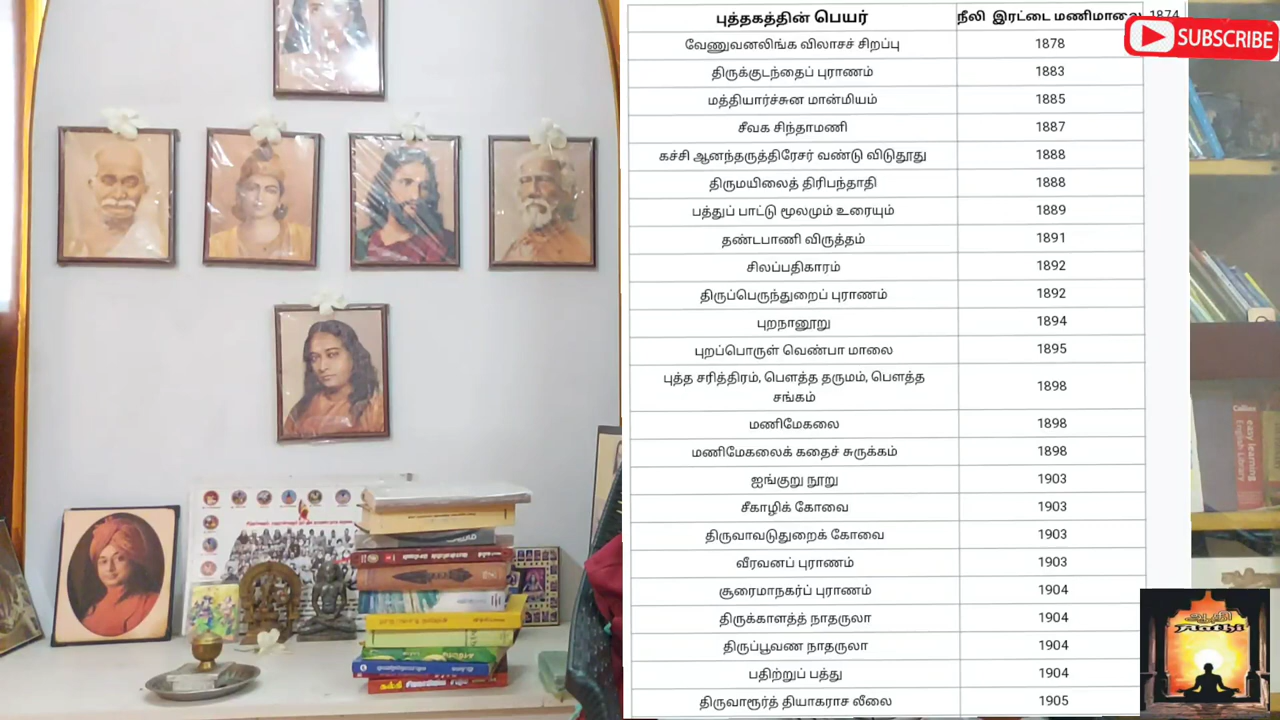 புத்தகத்தின் பெயர் நீலி இரட்டை மணிமாலை 1874
வேணுவனலிங்க விலாசச் சிறப்பு 1878
திருக்குடந்தைப் புராணம் 1883
மத்தியார்ச்சுன மான்மியம் 1885
சீவக சிந்தாமணி 1887
கச்சி ஆனந்தருத்திரேசர் வண்டு விடுதூது 1888
திருமயிலைத் திரிபந்தாதி 1888
பத்துப் பாட்டு மூலமும் உரையும் 1889
தண்டபாணி விருத்தம் 1891
சிலப்பதிகாரம் 1892
திருப்பெருந்துறைப் புராணம் 1892
புறநானூறு 1894
புறப்பொருள் வெண்பா மாலை 1895
புத்த சரித்திரம், பௌத்த தருமம், பௌத்த
சங்கம் 1898
மணிமேகலை 1898
மணிமேகலைக் கதைச் சுருக்கம் 1898
ஐங்குறு நூறு 1903
சீகாழிக் கோவை 1903
திருவாவடுதுறைக் கோவை 1903
வீரவனப் புராணம் 1903
சூரைமாநகர்ப் புராணம் 1904
திருக்காளத்த் நாதருலா 1904
திருப்பூவண நாதருலா 1904
பதிற்றுப் பத்து 1904
திருவாரூர்த் தியாகராச லீலை 1905
SUBSCRIBE
Collins
easy learning
English Library
ஆதி